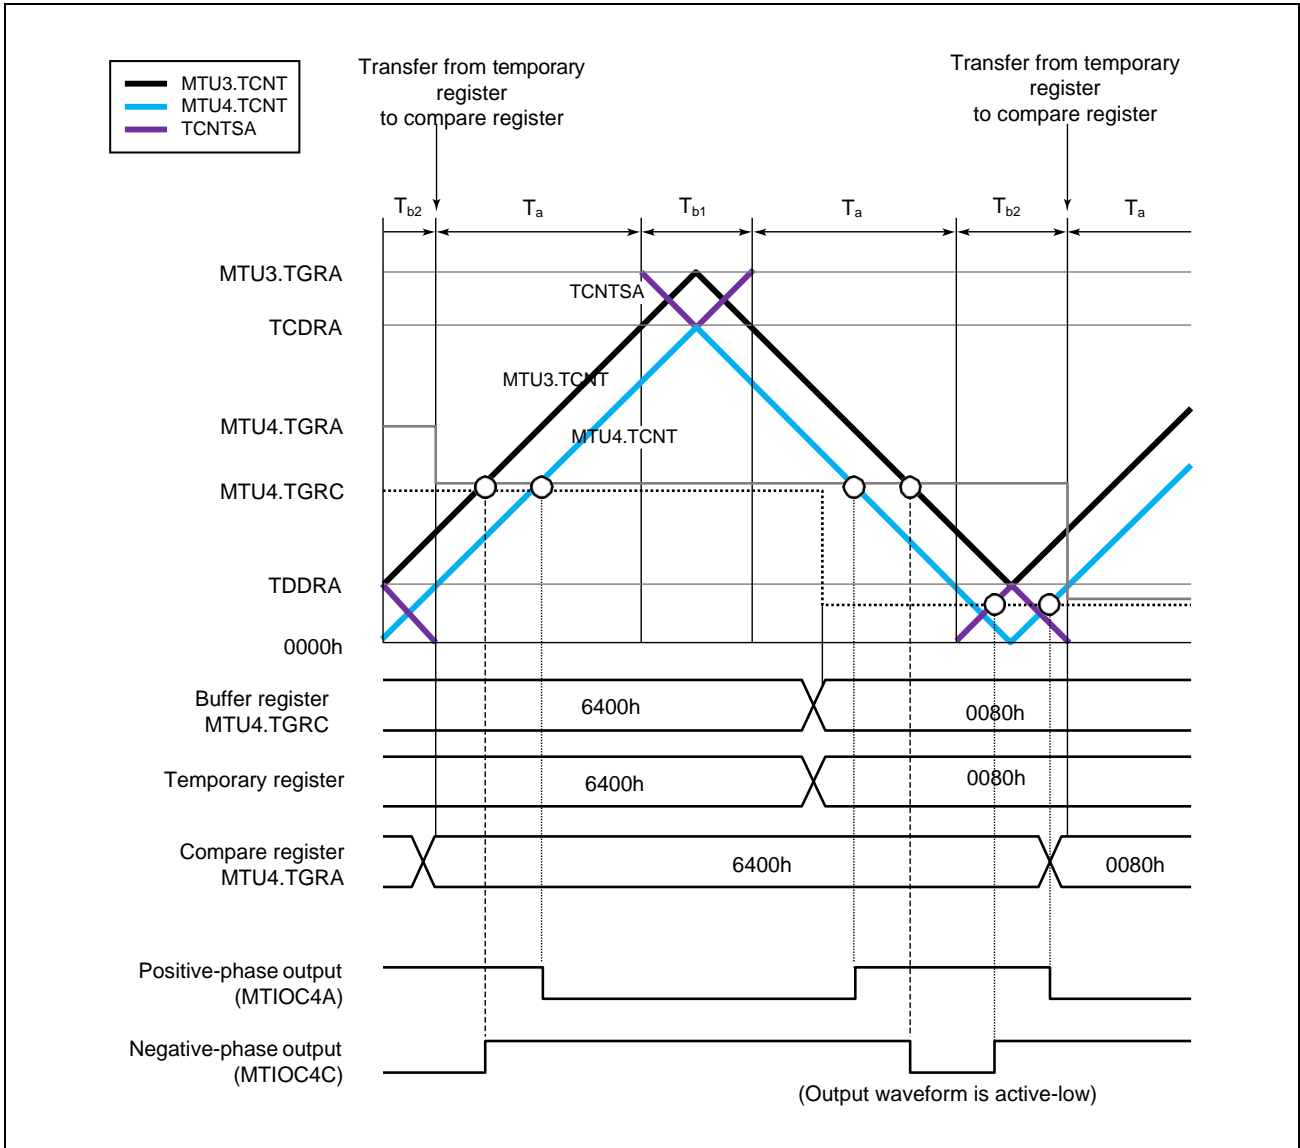 MTU3.TCNT
MTU4.TCNT
TCNTSA
Transfer from temporary
register
to compare register
Transfer from temporary
register
to compare register
Tb2
Ta
Tb1
Ta
Tb2
Ta
MTU3.TGRA
TCNTSA
TCDRA
MTU3.TCNT
MTU4.TGRA
MTU4.TCNT
MTU4.TGRC
TDDRA
0000h
Buffer register
MTU4.TGRC
6400h
0080h
Temporary register
6400h
0080h
Compare register
MTU4.TGRA
6400h
0080h
Positive-phase output
(MTIOC4A)
Negative-phase output
(MTIOC4C)
(Output waveform is active-low)